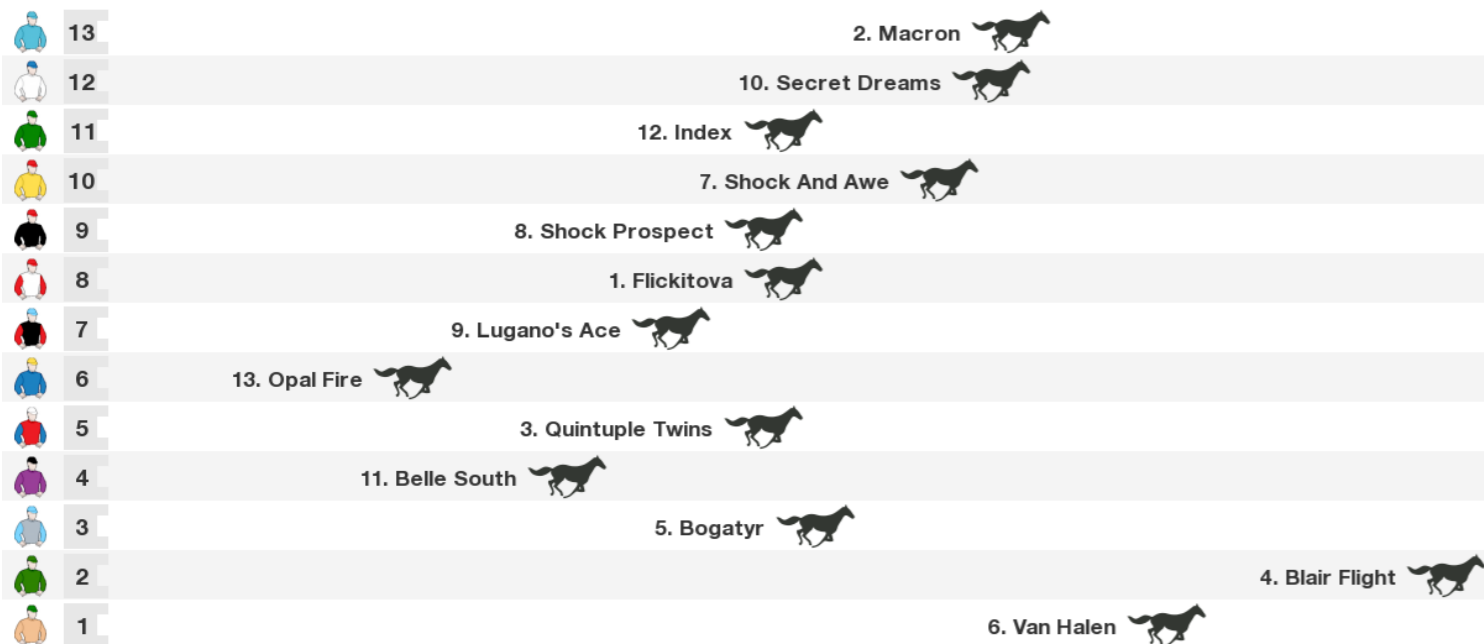 13 2. Macron
12 10. Secret Dreams
11 12. Index
10 7. Shock And Awe
9 8. Shock Prospect
8 1. Flickitova
7 9. Lugano's Ace
6 13. Opal Fire
5 3. Quintuple Twins
4 11. Belle South
3 5. Bogatyr
2 4. Blair Flight
1 6. Van Halen